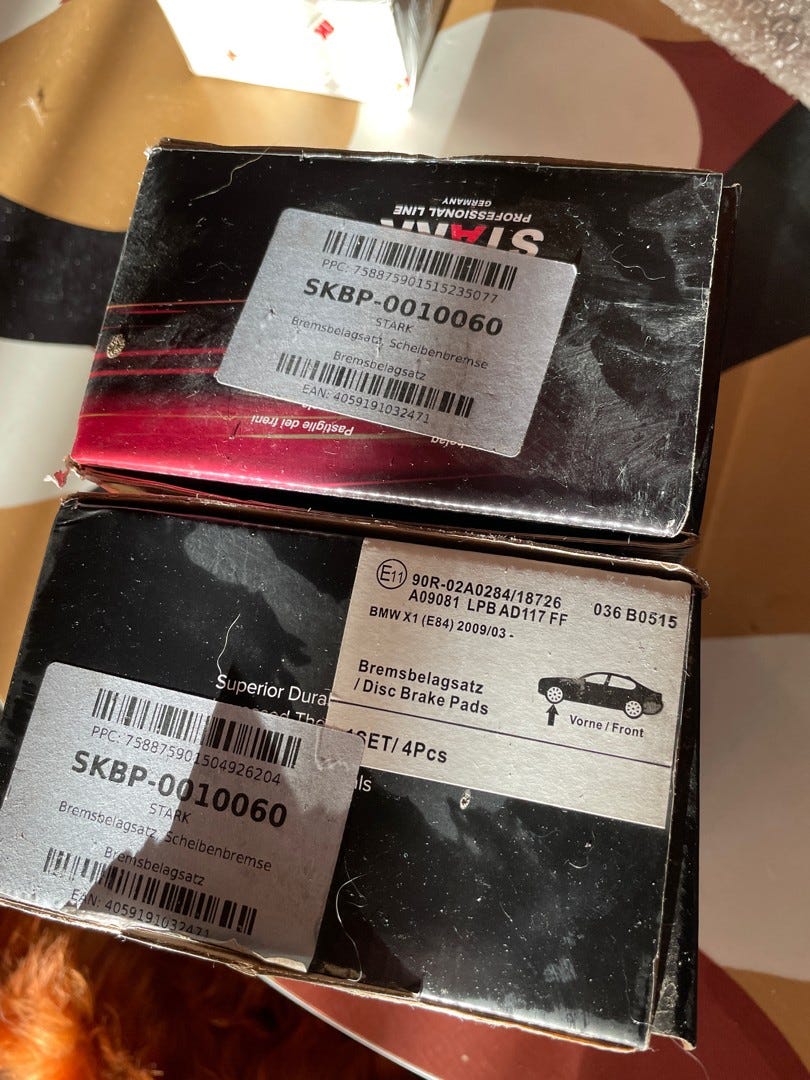 STARK
PROFESSIONAL LINE
GERMANY
PPC: 758875901515235077
SKBP-0010060
STARK
Bremsbelagsatz, Scheibenbremse
Bremsbelagsatz
EAN: 4059191032471
Pastiglie dei freni
E11 90R-02A0284/18726 036 B0515
A09081 LPB AD117 FF
BMW X1 (E84) 2009/03 -
Bremsbelagsatz
/ Disc Brake Pads
Vorne / Front
1SET/ 4Pcs
Superior
PPC: 758875901504926204
SKBP-0010060
STARK
Bremsbelagsatz, Scheibenbremse
Bremsbelagsatz
EAN: 4059191032471